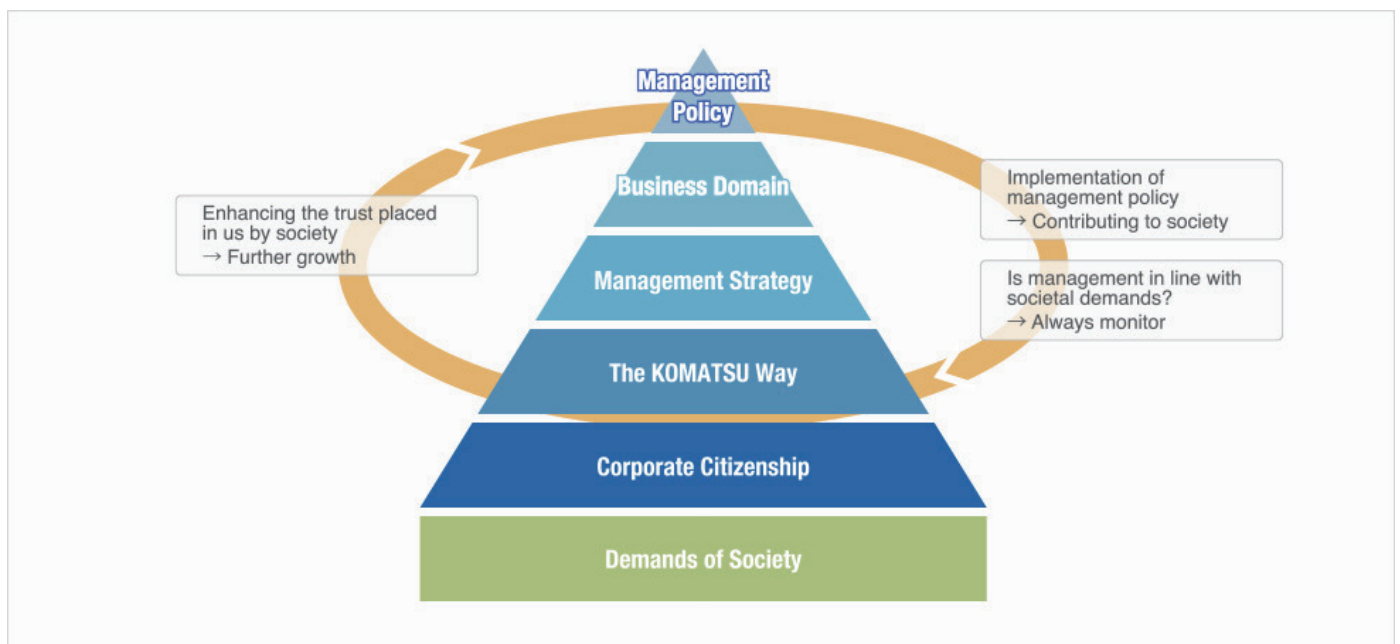 Management
Policy
Business Domain
Implementation of
management policy
→ Contributing to society
Enhancing the trust placed
in us by society
→ Further growth
Management Strategy
Is management in line with
societal demands?
→ Always monitor
The KOMATSU Way
Corporate Citizenship
Demands of Society